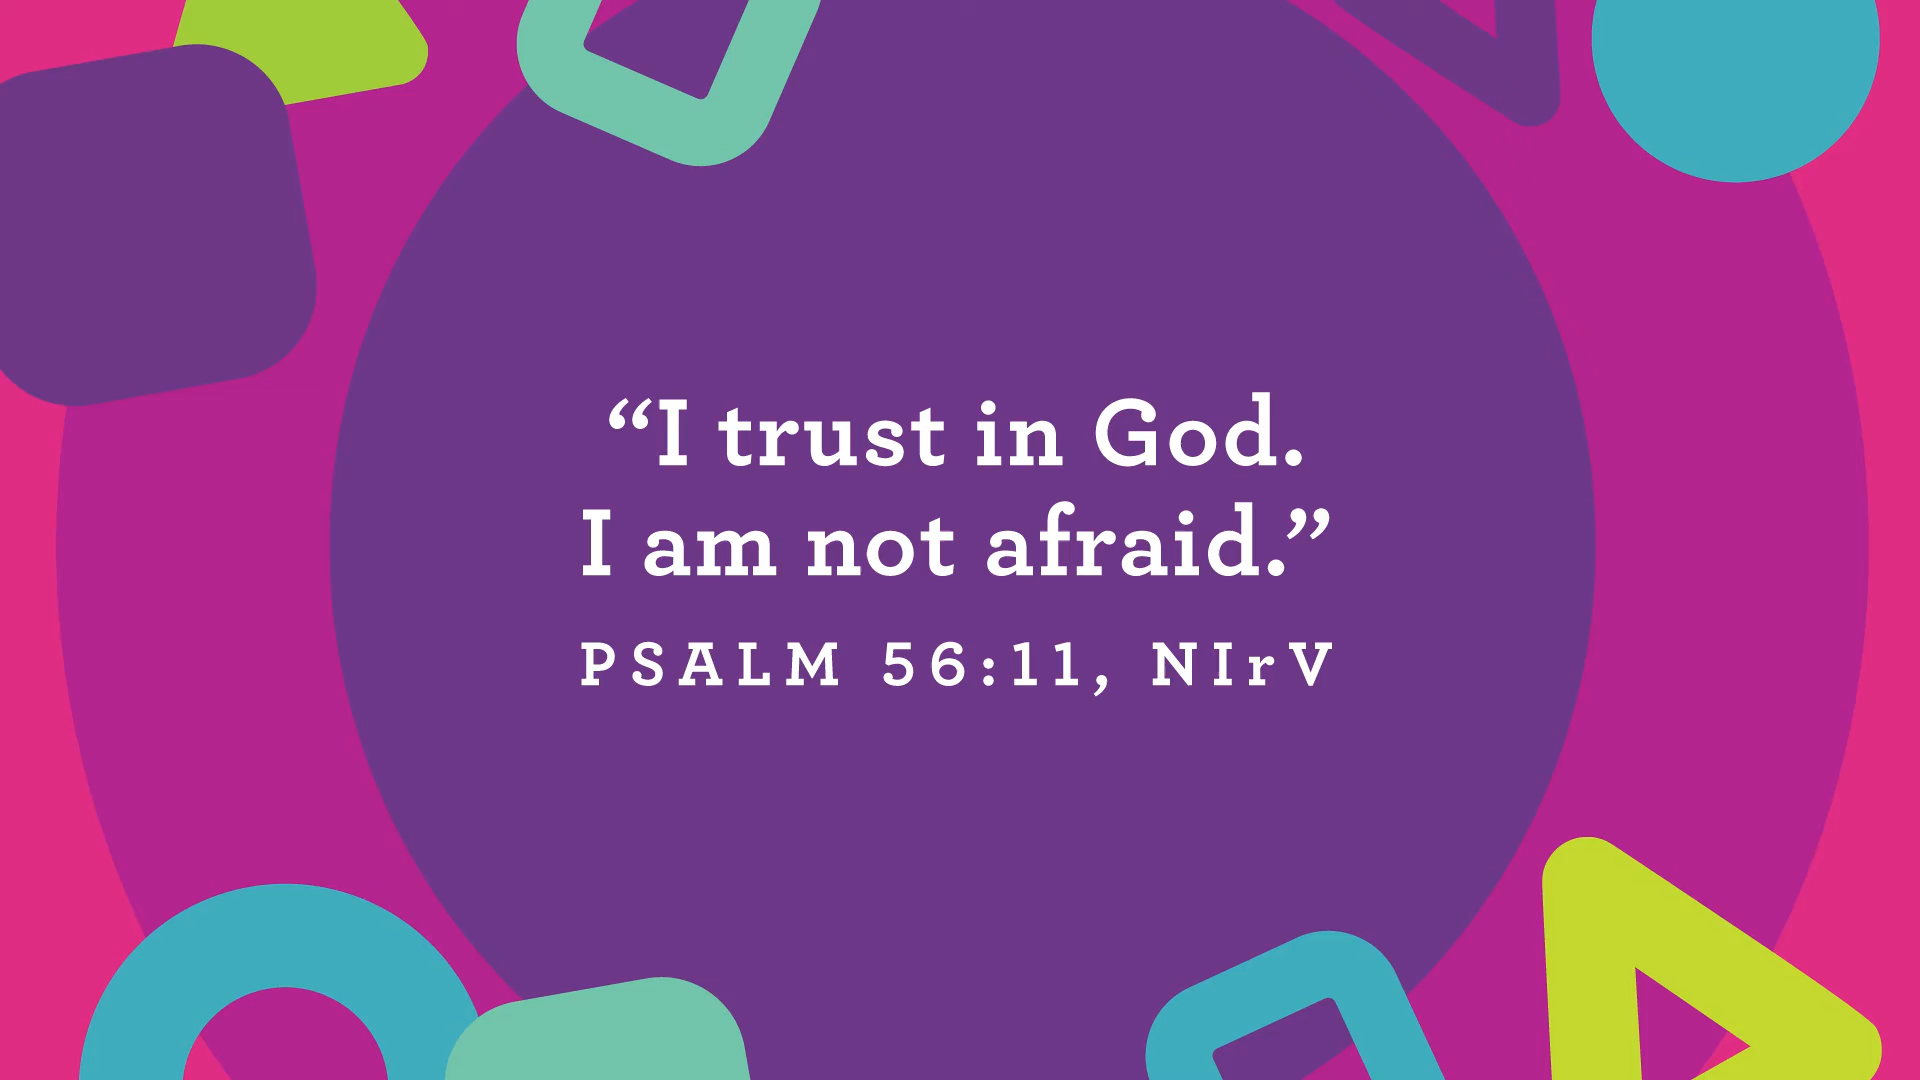 “I trust in God.
I am not afraid.”
PSALM 56:11, NIrV